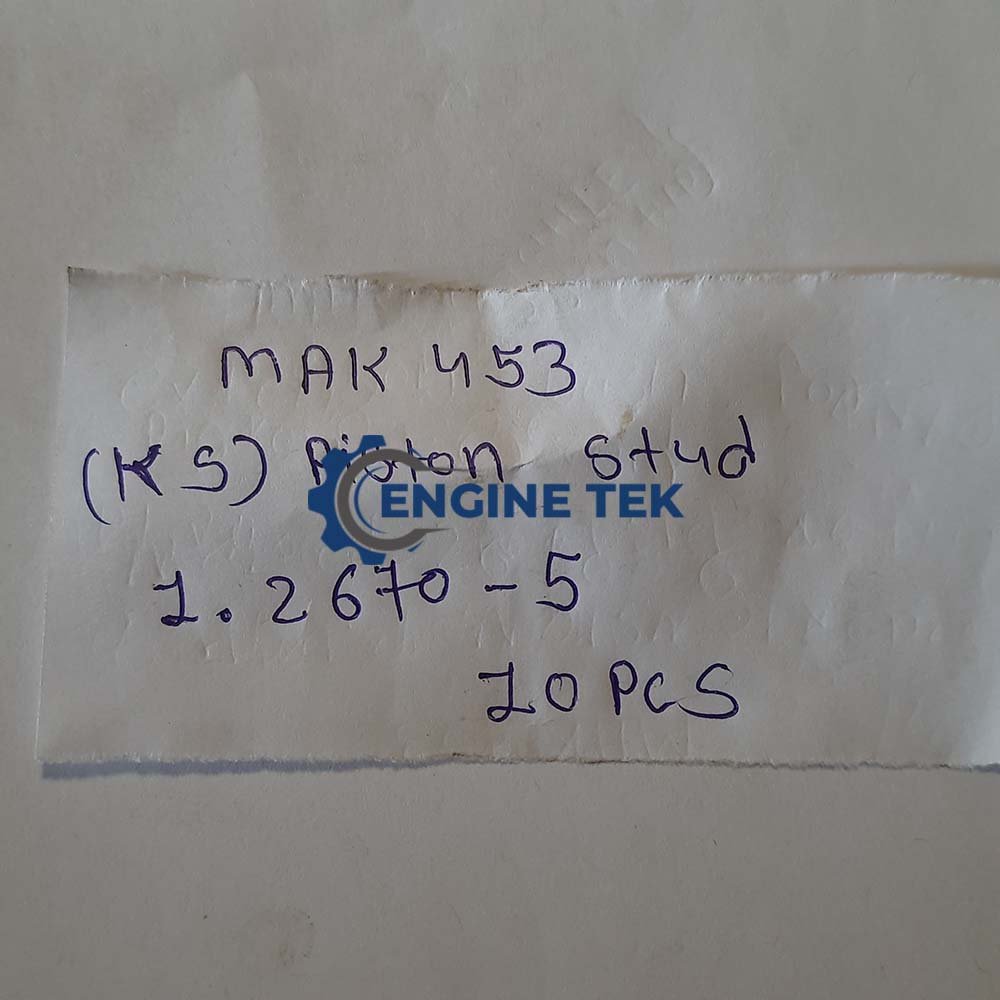 MAK 453
(KS) Piston Stud
ENGINE TEK
1.2670-5
10 PCS